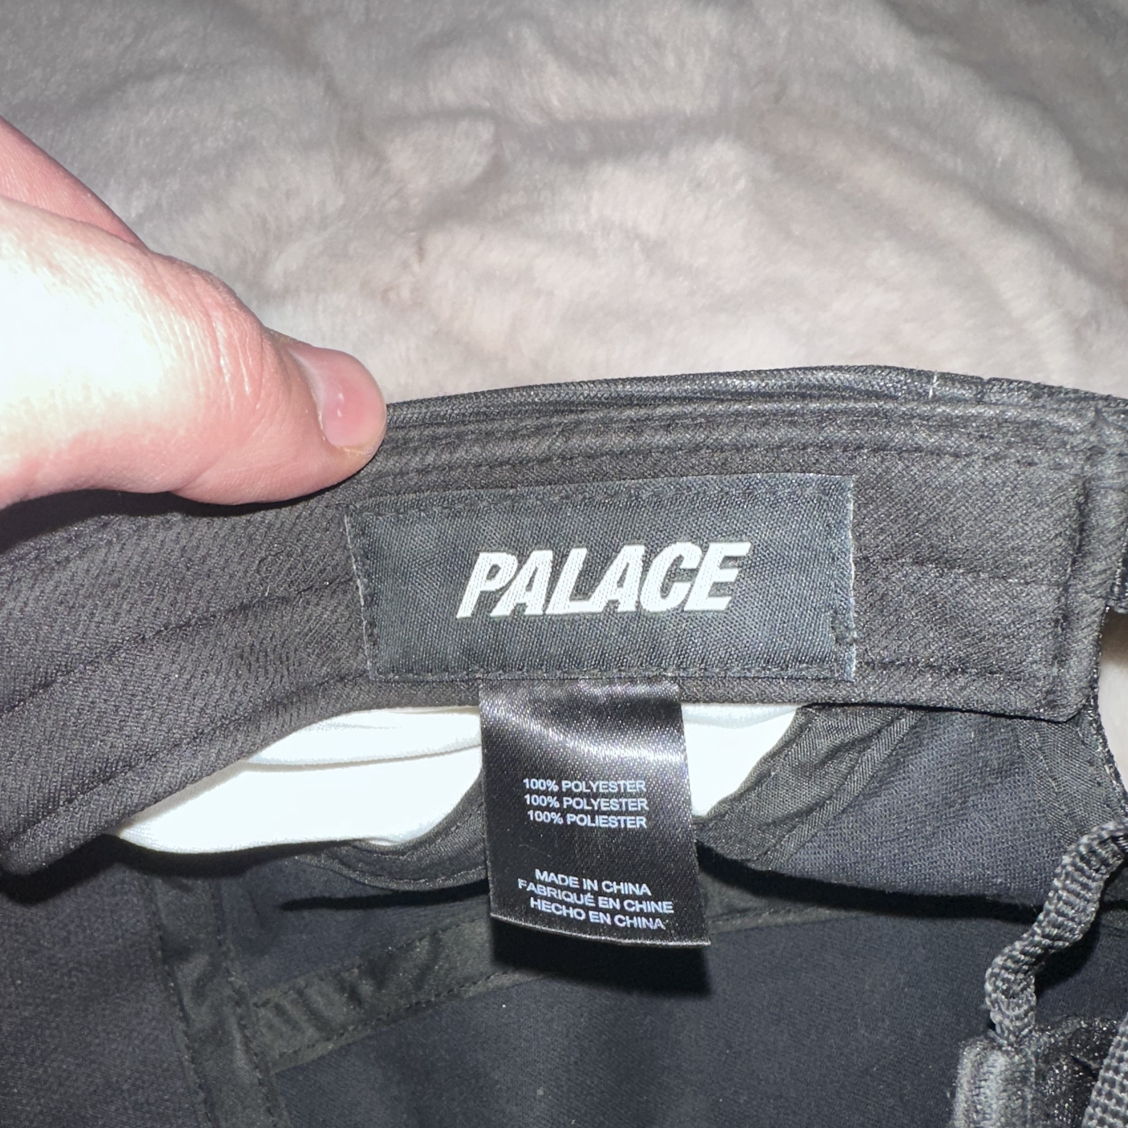 PALACE
100% POLYESTER
100% POLYESTER
100% POLIESTER
MADE IN CHINA
FABRIQUÉ EN CHINE
HECHO EN CHINA